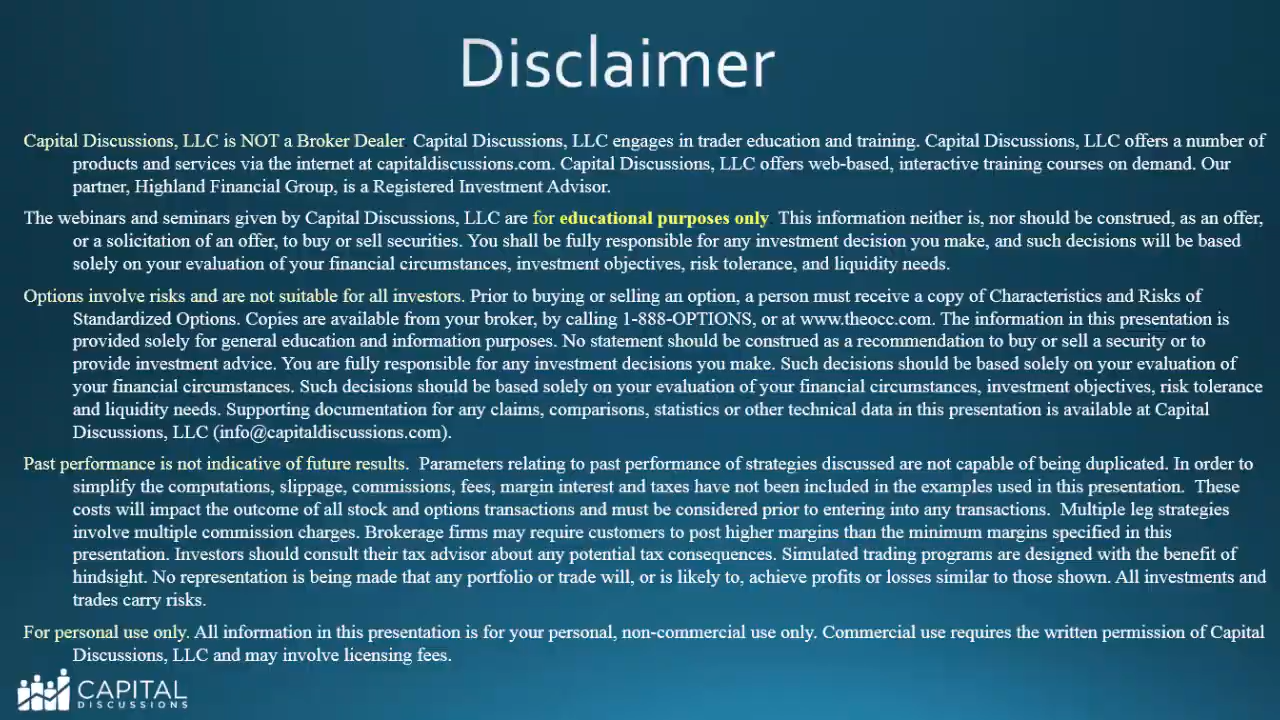 Disclaimer
Capital Discussions, LLC is NOT a Broker Dealer  Capital Discussions, LLC engages in trader education and training. Capital Discussions, LLC offers a number of
products and services via the internet at capitaldiscussions.com. Capital Discussions, LLC offers web-based, interactive training courses on demand. Our
partner, Highland Financial Group, is a Registered Investment Advisor.
The webinars and seminars given by Capital Discussions, LLC are for educational purposes only  This information neither is, nor should be construed, as an offer,
or a solicitation of an offer, to buy or sell securities. You shall be fully responsible for any investment decision you make, and such decisions will be based
solely on your evaluation of your financial circumstances, investment objectives, risk tolerance, and liquidity needs.
Options involve risks and are not suitable for all investors. Prior to buying or selling an option, a person must receive a copy of Characteristics and Risks of
Standardized Options. Copies are available from your broker, by calling 1-888-OPTIONS, or at www.theocc.com. The information in this presentation is
provided solely for general education and information purposes. No statement should be construed as a recommendation to buy or sell a security or to
provide investment advice. You are fully responsible for any investment decisions you make. Such decisions should be based solely on your evaluation of
your financial circumstances. Such decisions should be based solely on your evaluation of your financial circumstances, investment objectives, risk tolerance
and liquidity needs. Supporting documentation for any claims, comparisons, statistics or other technical data in this presentation is available at Capital
Discussions, LLC (info@capitaldiscussions.com).
Past performance is not indicative of future results.  Parameters relating to past performance of strategies discussed are not capable of being duplicated. In order to
simplify the computations, slippage, commissions, fees, margin interest and taxes have not been included in the examples used in this presentation.  These
costs will impact the outcome of all stock and options transactions and must be considered prior to entering into any transactions.  Multiple leg strategies
involve multiple commission charges. Brokerage firms may require customers to post higher margins than the minimum margins specified in this
presentation. Investors should consult their tax advisor about any potential tax consequences. Simulated trading programs are designed with the benefit of
hindsight. No representation is being made that any portfolio or trade will, or is likely to, achieve profits or losses similar to those shown. All investments and
trades carry risks.
For personal use only. All information in this presentation is for your personal, non-commercial use only. Commercial use requires the written permission of Capital
Discussions, LLC and may involve licensing fees.
CAPITAL
DISCUSSIONS